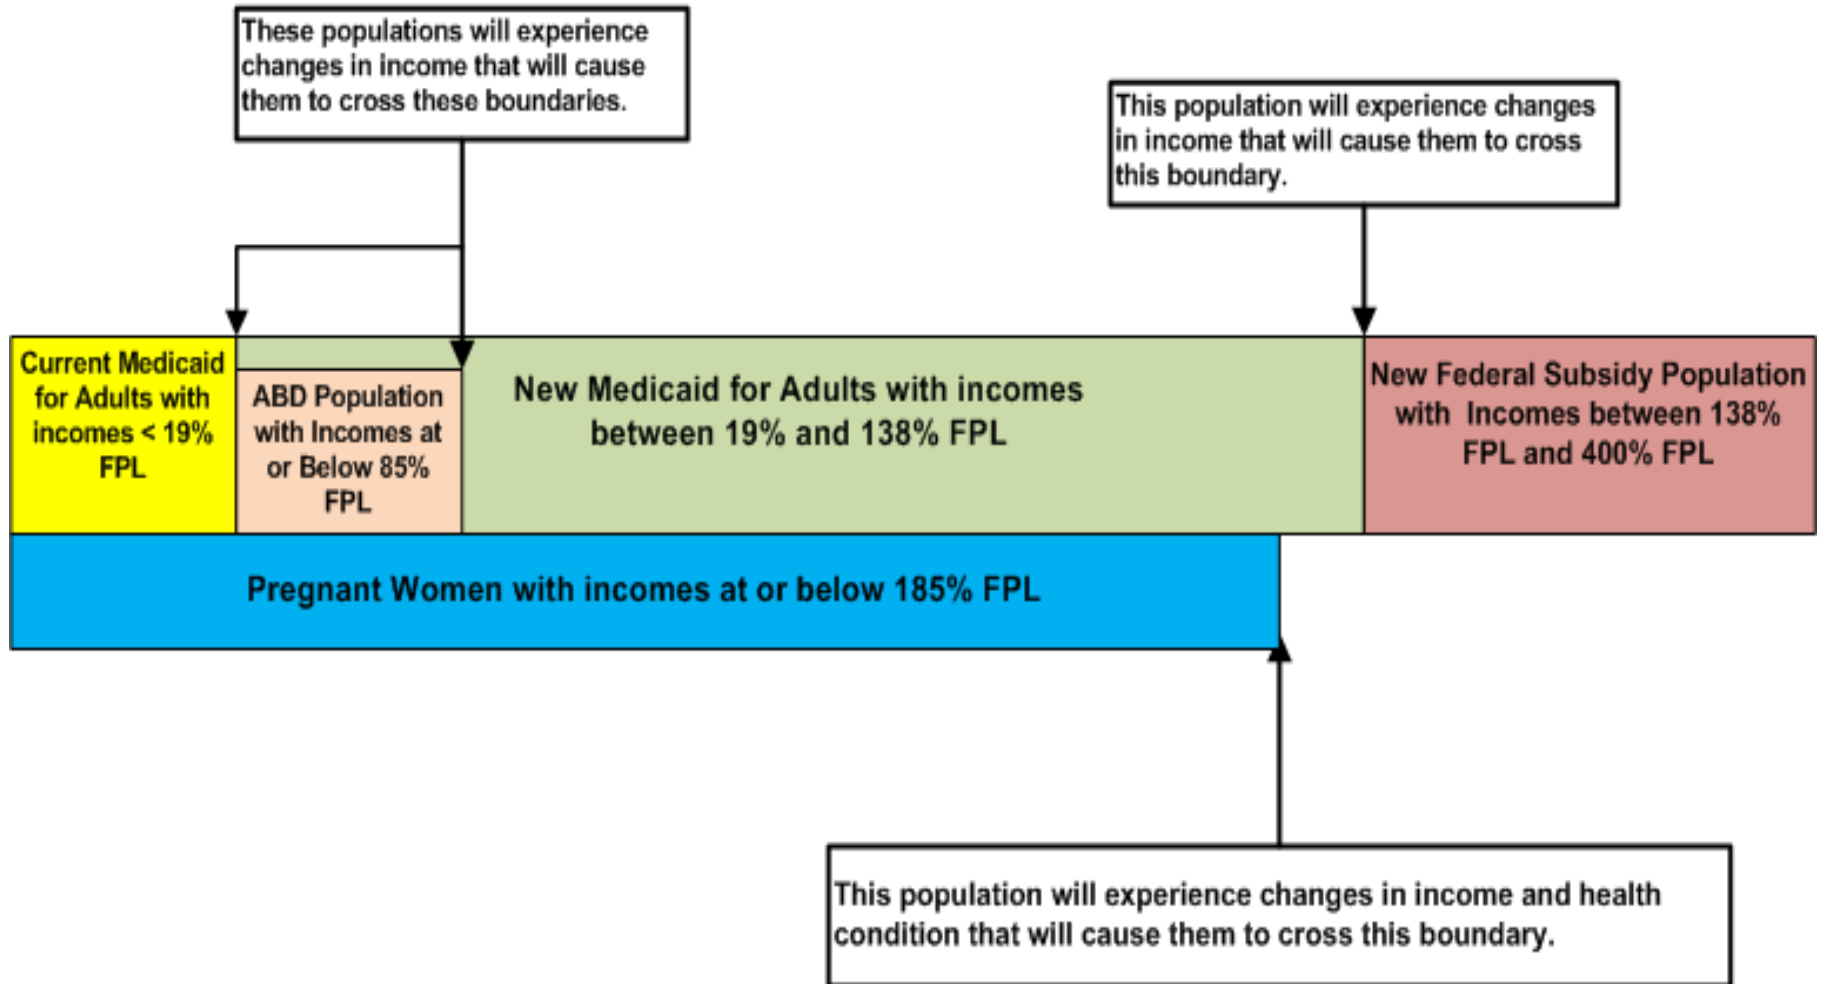 These populations will experience
changes in income that will cause
them to cross these boundaries.
This population will experience changes
in income that will cause them to cross
this boundary.
Current Medicaid
for Adults with
incomes < 19%
FPL
ABD Population
with Incomes at
or Below 85%
FPL
New Medicaid for Adults with incomes
between 19% and 138% FPL
New Federal Subsidy Population
with Incomes between 138%
FPL and 400% FPL
Pregnant Women with incomes at or below 185% FPL
This population will experience changes in income and health
condition that will cause them to cross this boundary.